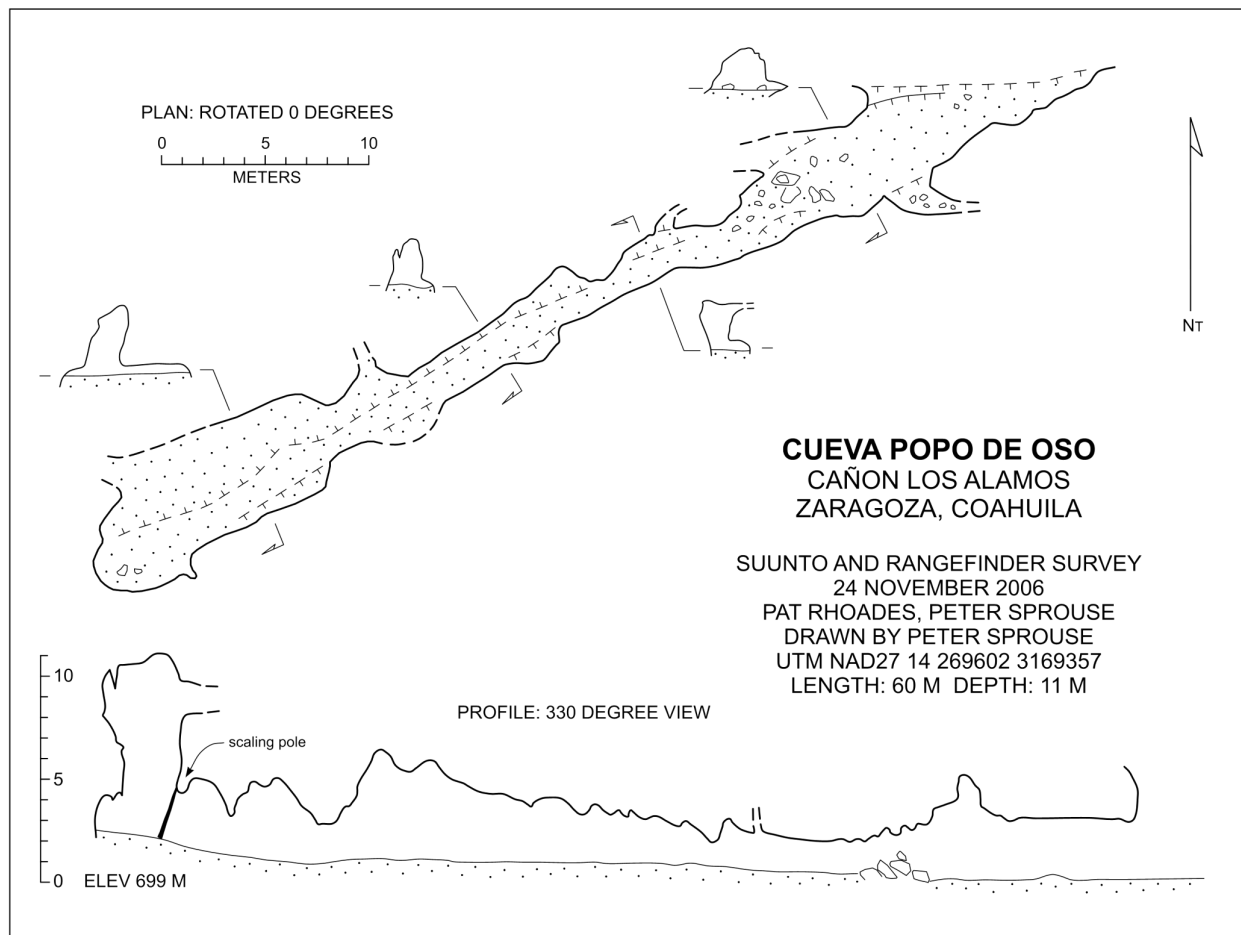 PLAN: ROTATED 0 DEGREES
0 5 10
METERS
NT
CUEVA POPO DE OSO
CAÑON LOS ALAMOS
ZARAGOZA, COAHUILA
SUUNTO AND RANGEFINDER SURVEY
24 NOVEMBER 2006
PAT RHOADES, PETER SPROUSE
DRAWN BY PETER SPROUSE
UTM NAD27 14 269602 3169357
LENGTH: 60 M DEPTH: 11 M
10
PROFILE: 330 DEGREE VIEW
scaling pole
5
0 ELEV 699 M